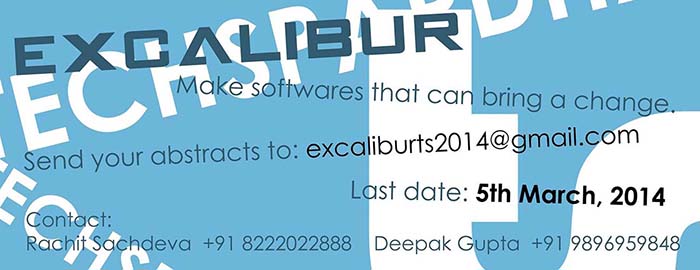 EXCALIBUR
TECHSPARDHA
Make softwares that can bring a change.
Send your abstracts to: excaliburts2014@gmail.com
Last date: 5th March, 2014
Contact:
Rachit Sachdeva +91 8222022888 Deepak Gupta +91 9896959848